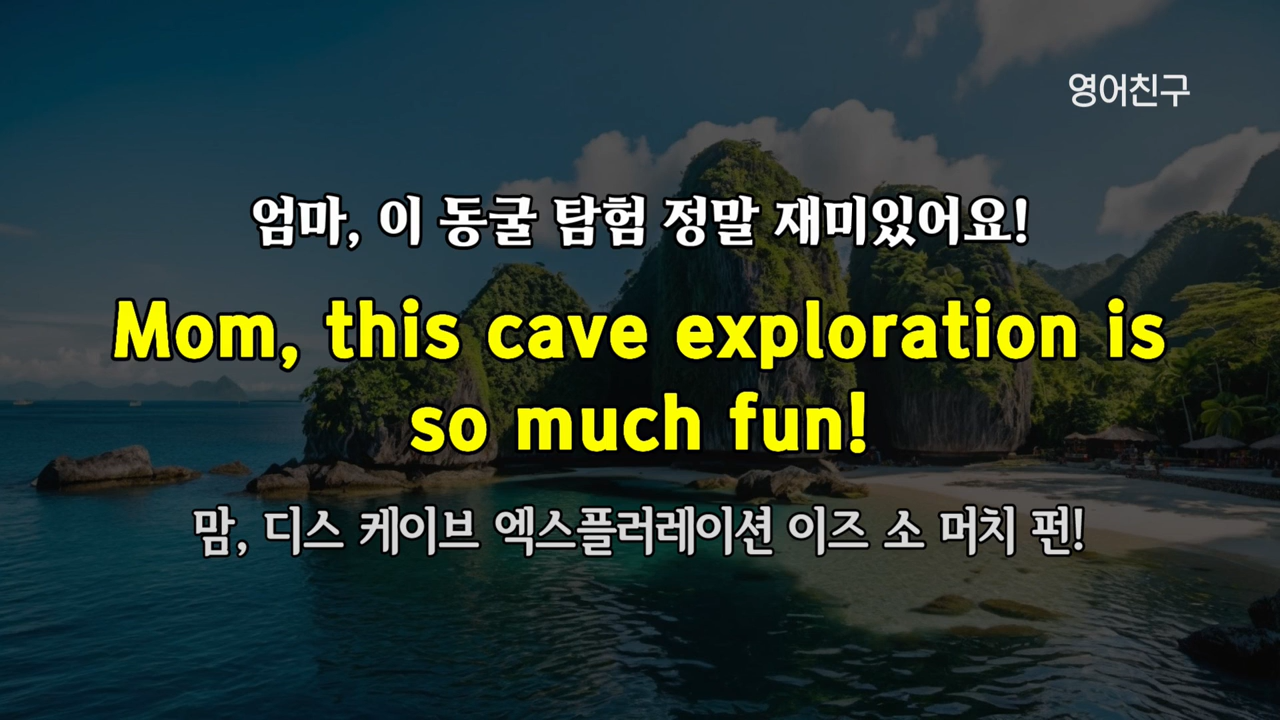 영어친구
엄마, 이 동굴 탐험 정말 재미있어요!
Mom, this cave exploration is
so much fun!
맘, 디스 케이브 엑스플러레이션 이즈 소 머치 펀!